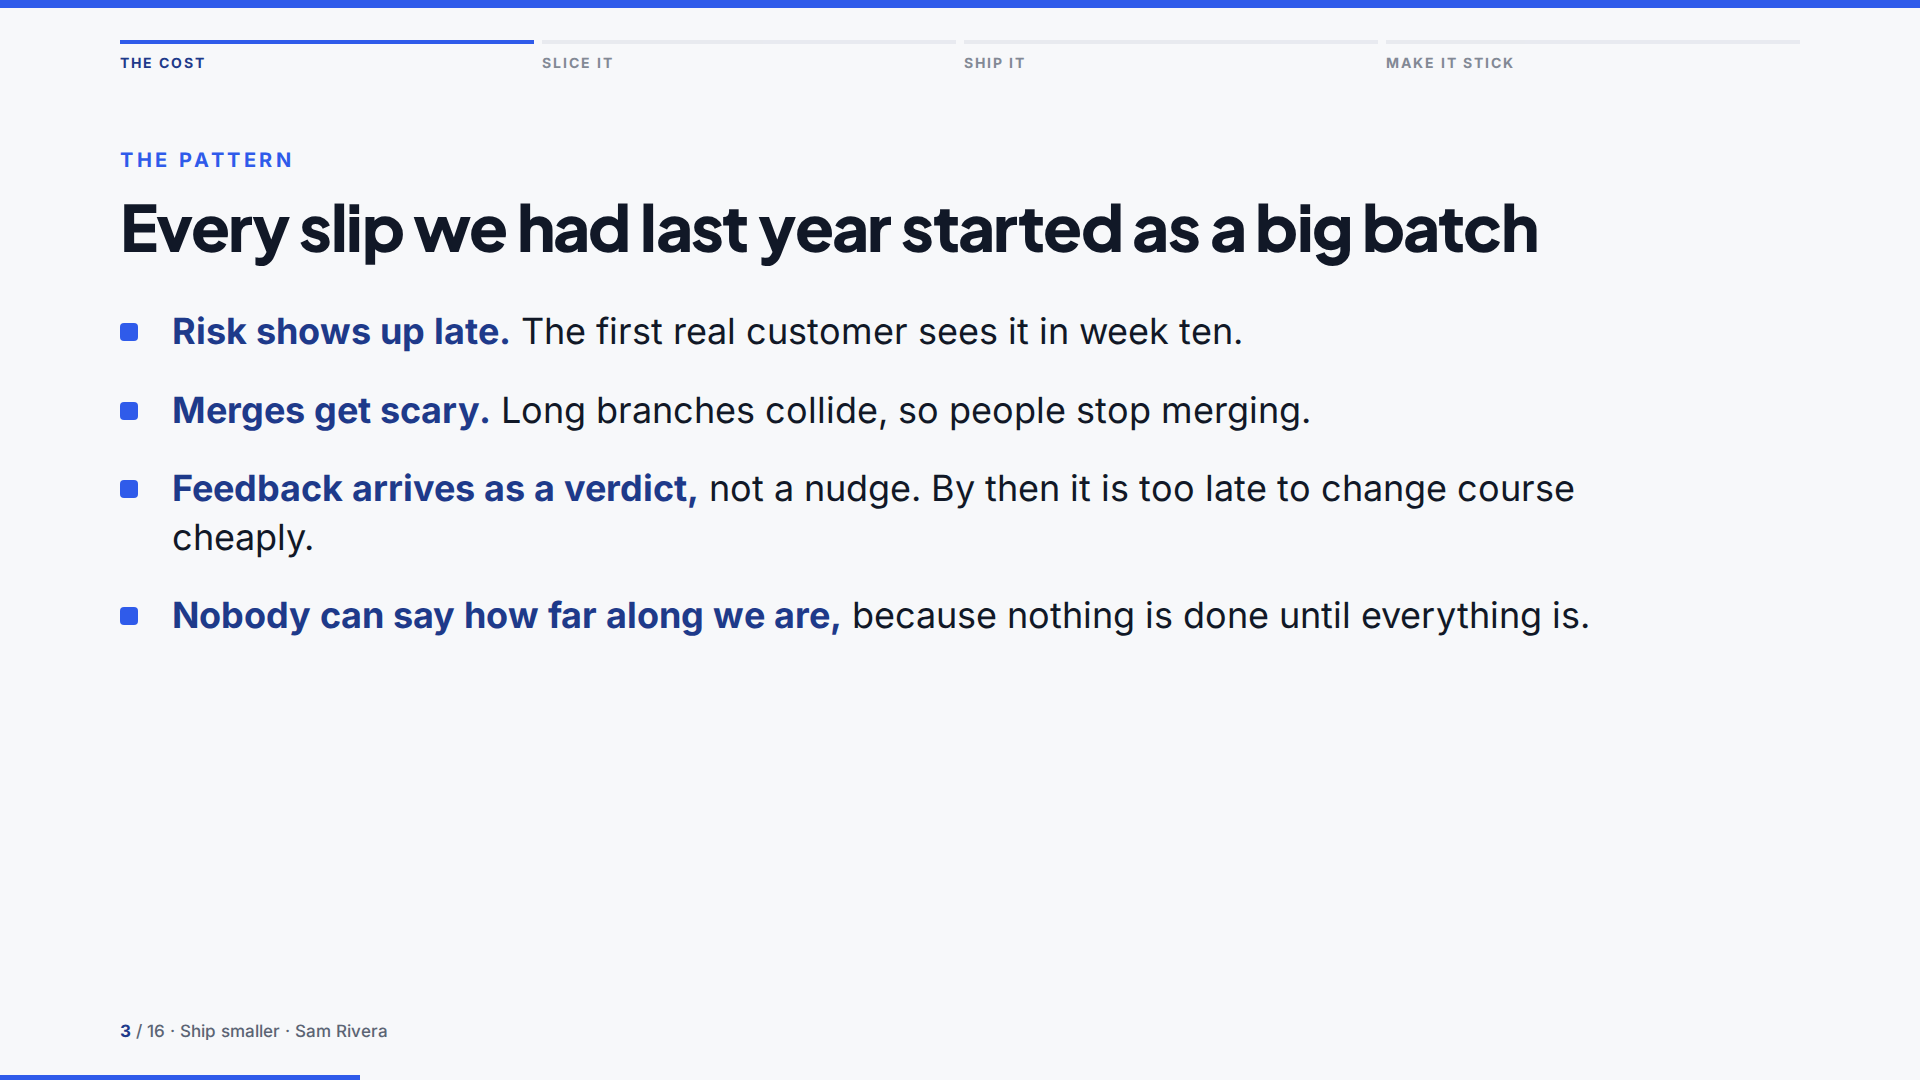 THE COST
SLICE IT
SHIP IT
MAKE IT STICK
THE PATTERN
Every slip we had last year started as a big batch
Risk shows up late. The first real customer sees it in week ten.
Merges get scary. Long branches collide, so people stop merging.
Feedback arrives as a verdict, not a nudge. By then it is too late to change course
cheaply.
Nobody can say how far along we are, because nothing is done until everything is.
3 / 16 · Ship smaller · Sam Rivera